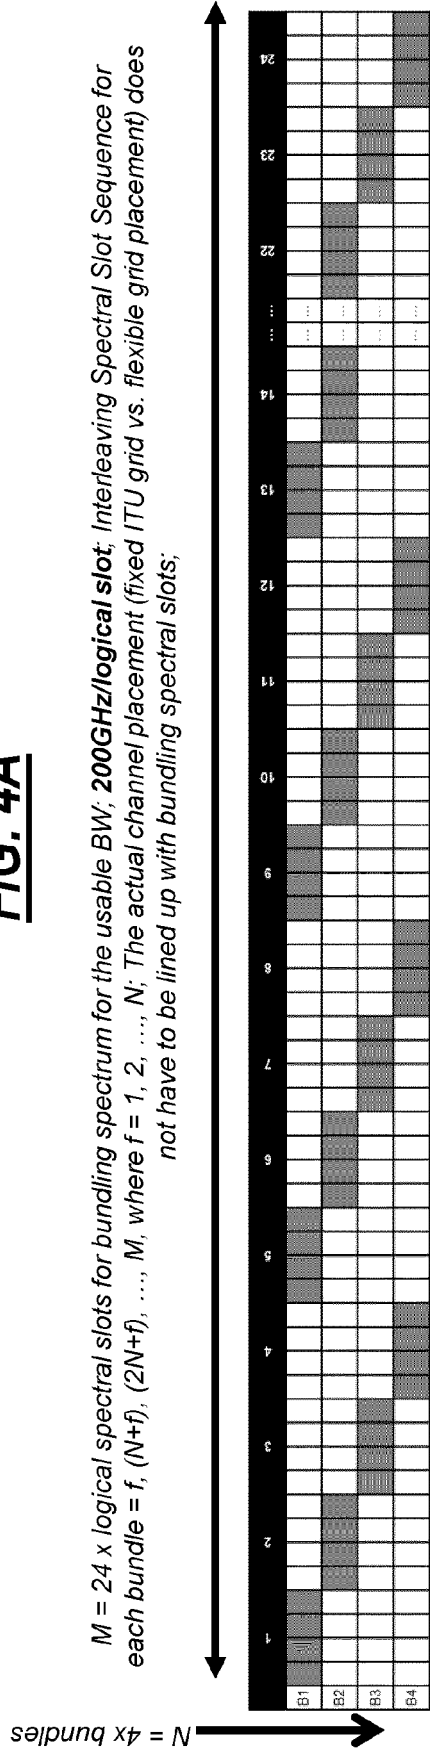 FIG. 4A
M = 24 x logical spectral slots for bundling spectrum for the usable BW; 200GHz/logical slot; Interleaving Spectral Slot Sequence for
each bundle = f, (N+f), (2N+f), ..., M, where f = 1, 2, ..., N; The actual channel placement (fixed ITU grid vs. flexible grid placement) does
not have to be lined up with bundling spectral slots;
N = 4x bundles
1 2 3 4 5 6 7 8 9 10 11 12 13 14 ... ... 22 23 24
B1 ... ...
B2 ... ...
B3 ... ...
B4 ... ...